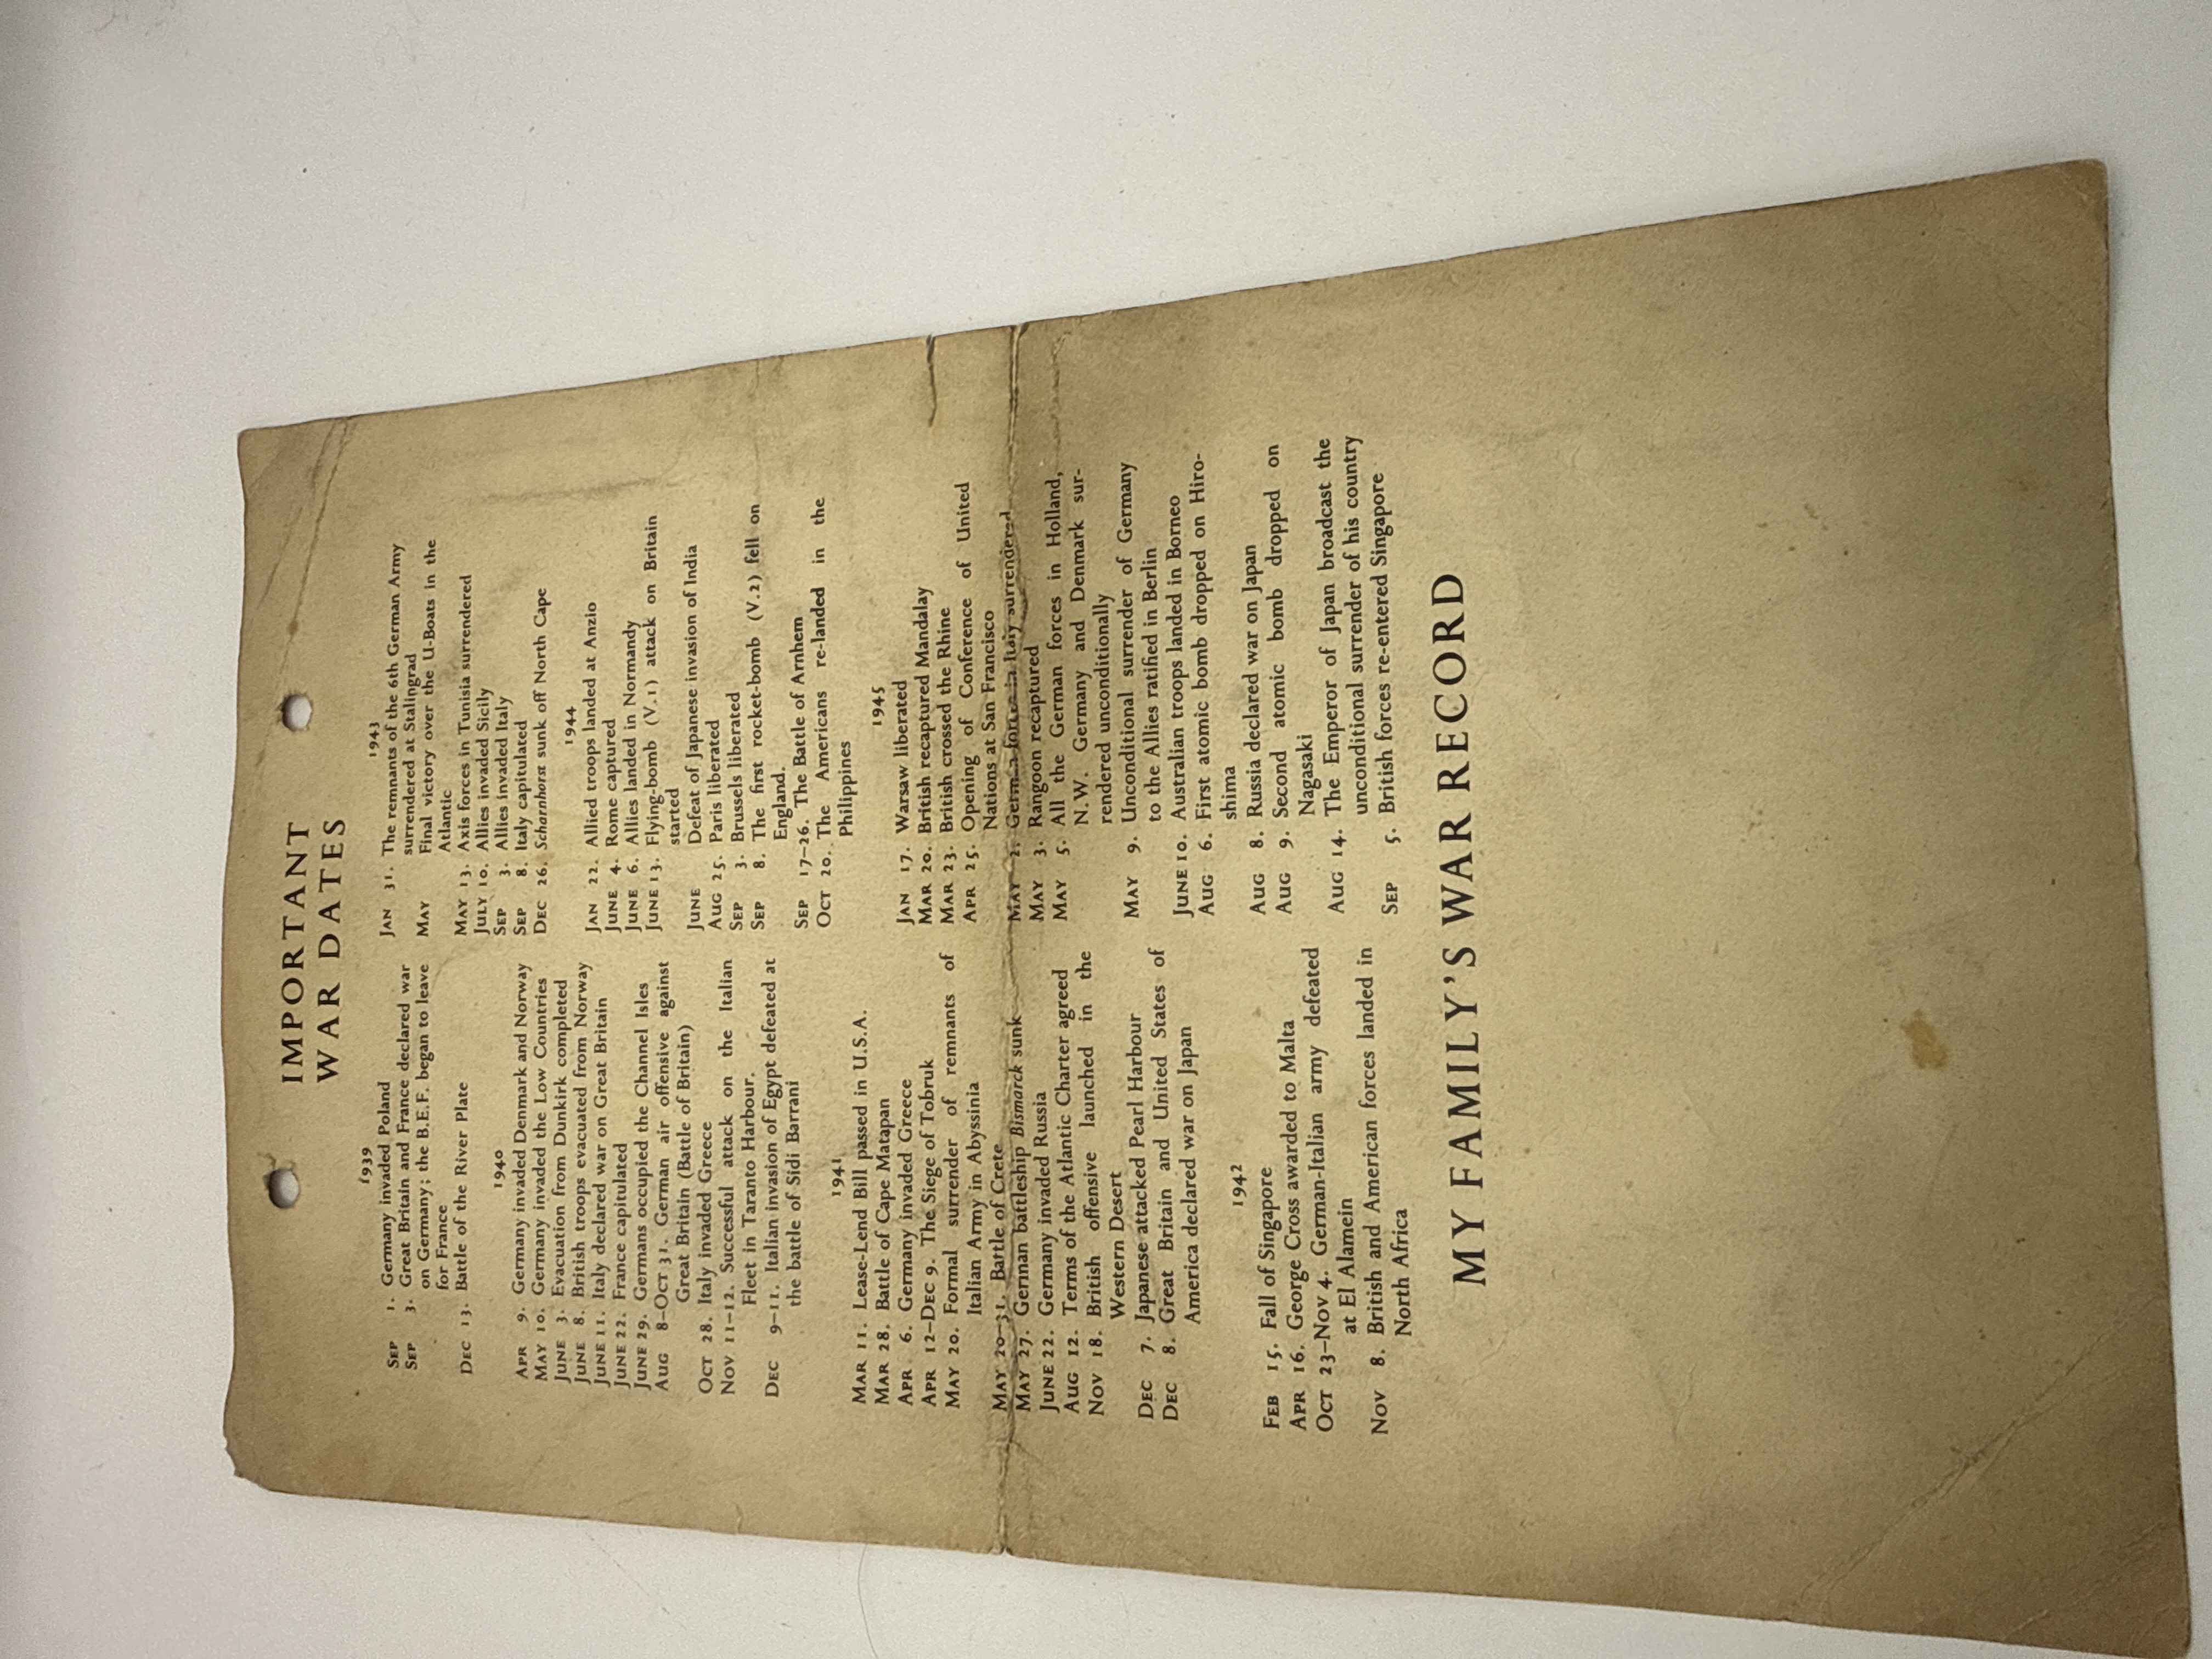 IMPORTANT
WAR DATES
1939
SEP 1. Germany invaded Poland
SEP 3. Great Britain and France declared war
on Germany; the B.E.F. began to leave
for France
DEC 13. Battle of the River Plate
1940
APR 9. Germany invaded Denmark and Norway
MAY 10. Germany invaded the Low Countries
JUNE 3. Evacuation from Dunkirk completed
JUNE 8. British troops evacuated from Norway
JUNE 11. Italy declared war on Great Britain
JUNE 22. France capitulated
JUNE 29. Germans occupied the Channel Isles
AUG 8–OCT 31. German air offensive against
Great Britain (Battle of Britain)
OCT 28. Italy invaded Greece
NOV 11–12. Successful attack on the Italian
Fleet in Taranto Harbour.
DEC 9–11. Italian invasion of Egypt defeated at
the battle of Sidi Barrani
1941
MAR 11. Lease-Lend Bill passed in U.S.A.
MAR 28. Battle of Cape Matapan
APR 6. Germany invaded Greece
APR 12–DEC 9. The Siege of Tobruk
MAY 20. Formal surrender of remnants of
Italian Army in Abyssinia
MAY 20–31. Battle of Crete
MAY 27. German battleship Bismarck sunk
JUNE 22. Germany invaded Russia
AUG 12. Terms of the Atlantic Charter agreed
NOV 18. British offensive launched in the
Western Desert
DEC 7. Japanese attacked Pearl Harbour
DEC 8. Great Britain and United States of
America declared war on Japan
1942
FEB 15. Fall of Singapore
APR 16. George Cross awarded to Malta
OCT 23–NOV 4. German-Italian army defeated
at El Alamein
NOV 8. British and American forces landed in
North Africa
1943
JAN 31. The remnants of the 6th German Army
surrendered at Stalingrad
MAY Final victory over the U-Boats in the
Atlantic
MAY 13. Axis forces in Tunisia surrendered
JULY 10. Allies invaded Sicily
SEP 3. Allies invaded Italy
SEP 8. Italy capitulated
DEC 26. Scharnhorst sunk off North Cape
1944
JAN 22. Allied troops landed at Anzio
JUNE 4. Rome captured
JUNE 6. Allies landed in Normandy
JUNE 13. Flying-bomb (V.1) attack on Britain
started
JUNE Defeat of Japanese invasion of India
AUG 25. Paris liberated
SEP 3. Brussels liberated
SEP 8. The first rocket-bomb (V.2) fell on
England.
SEP 17–26. The Battle of Arnhem
OCT 20. The Americans re-landed in the
Philippines
1945
JAN 17. Warsaw liberated
MAR 20. British recaptured Mandalay
MAR 23. British crossed the Rhine
APR 25. Opening of Conference of United
Nations at San Francisco
MAY 2. German forces in Italy surrendered
MAY 3. Rangoon recaptured
MAY 5. All the German forces in Holland,
N.W. Germany and Denmark sur-
rendered unconditionally
MAY 9. Unconditional surrender of Germany
to the Allies ratified in Berlin
JUNE 10. Australian troops landed in Borneo
AUG 6. First atomic bomb dropped on Hiro-
shima
AUG 8. Russia declared war on Japan
AUG 9. Second atomic bomb dropped on
Nagasaki
AUG 14. The Emperor of Japan broadcast the
unconditional surrender of his country
SEP 5. British forces re-entered Singapore
MY FAMILY'S WAR RECORD